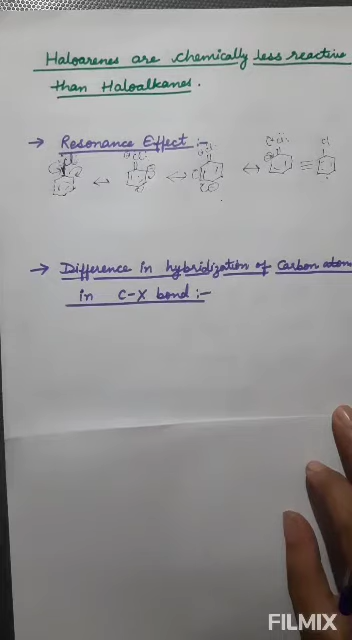 Haloarenes are chemically less reactive
than Haloalkanes.
→ Resonance Effect :-
→ Difference in hybridization of Carbon atom
in C-X bond :-
FILMIX